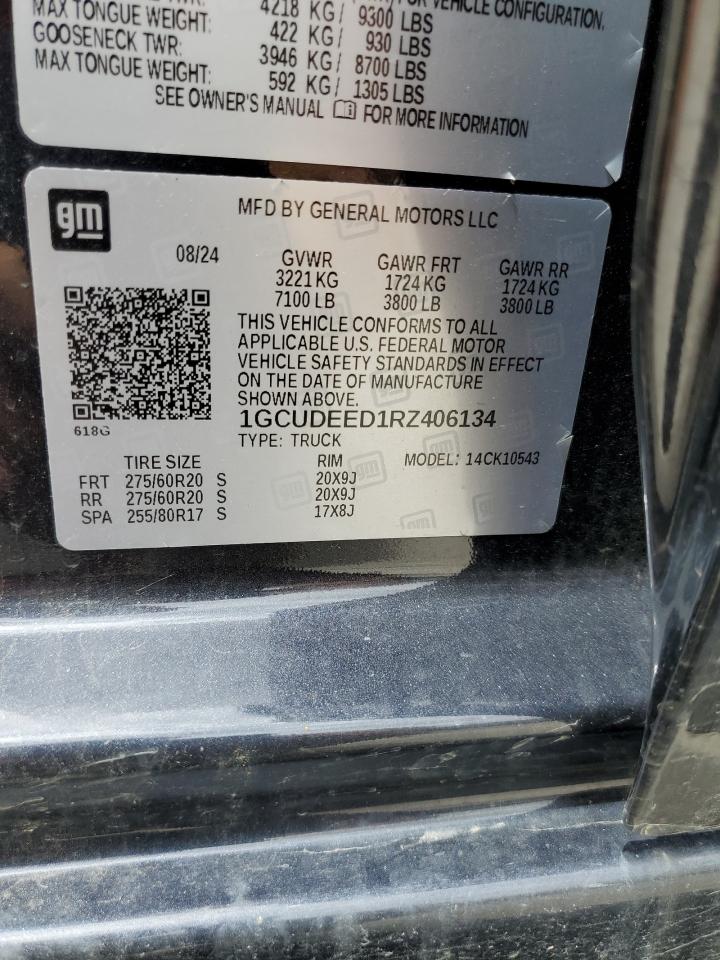 VEHICLE CONFIGURATION.
MAX TONGUE WEIGHT: 4218 KG/ 9300 LBS
GOOSENECK TWR: 422 KG/ 930 LBS
MAX TONGUE WEIGHT: 3946 KG/ 8700 LBS
592 KG/ 1305 LBS
SEE OWNER'S MANUAL FOR MORE INFORMATION
gm
MFD BY GENERAL MOTORS LLC
08/24 GVWR GAWR FRT GAWR RR
3221 KG 1724 KG 1724 KG
7100 LB 3800 LB 3800 LB
THIS VEHICLE CONFORMS TO ALL
APPLICABLE U.S. FEDERAL MOTOR
VEHICLE SAFETY STANDARDS IN EFFECT
ON THE DATE OF MANUFACTURE
SHOWN ABOVE.
618G
1GCUDEED1RZ406134
TYPE: TRUCK
TIRE SIZE RIM MODEL: 14CK10543
FRT 275/60R20 S 20X9J
RR 275/60R20 S 20X9J
SPA 255/80R17 S 17X8J